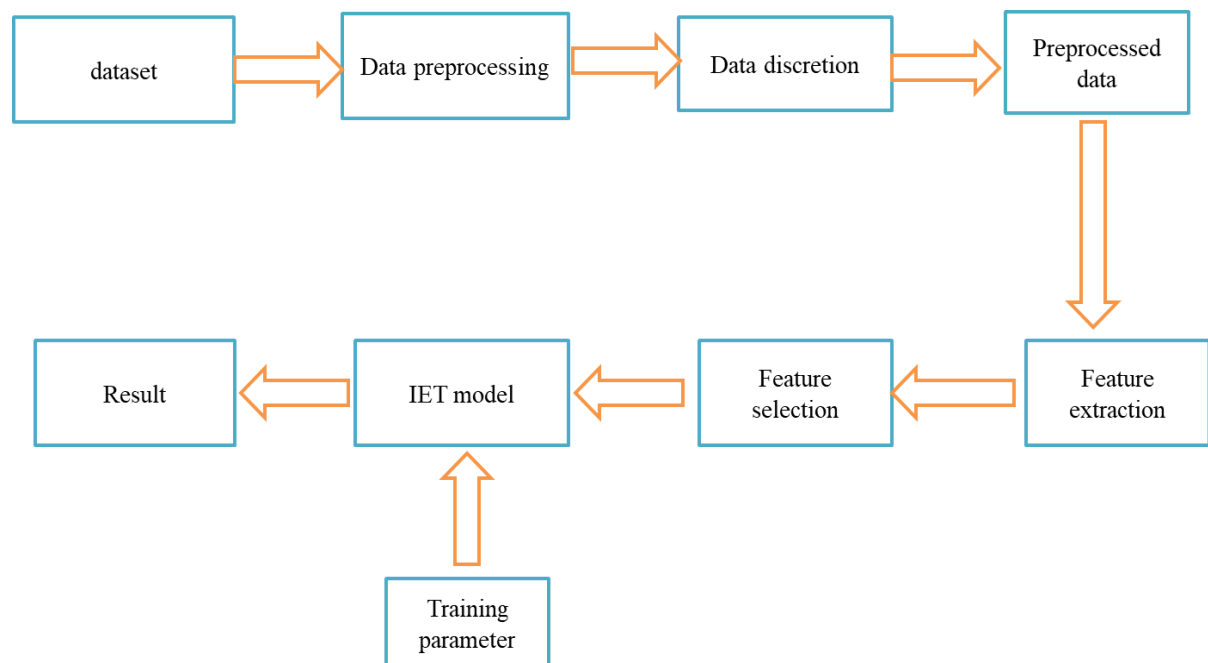 dataset
Data preprocessing
Data discretion
Preprocessed
data
Result
IET model
Feature
selection
Feature
extraction
Training
parameter